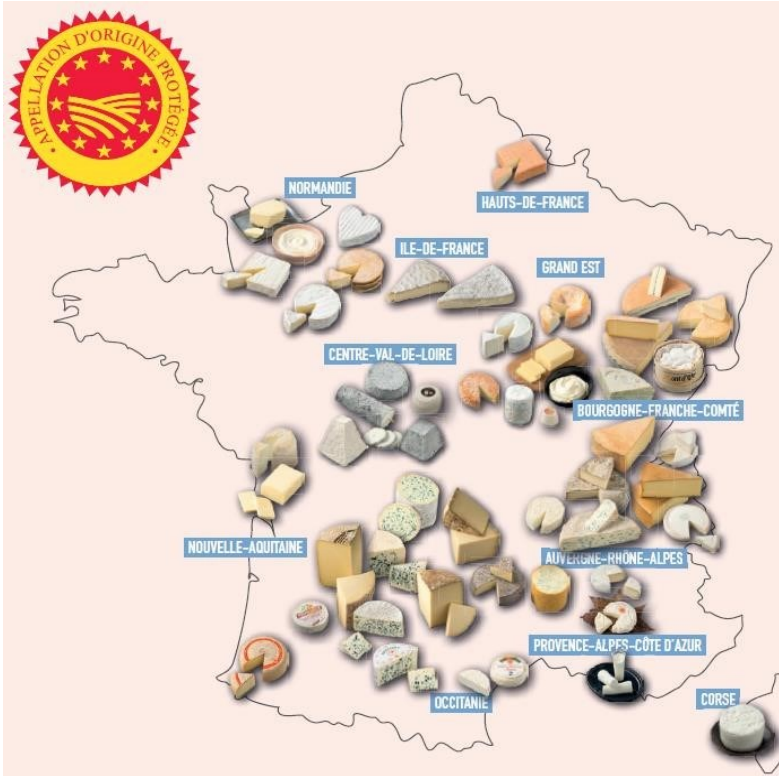 • APPELLATION D'ORIGINE PROTÉGÉE •
NORMANDIE
HAUTS-DE-FRANCE
ILE-DE-FRANCE
GRAND EST
CENTRE-VAL-DE-LOIRE
BOURGOGNE-FRANCHE-COMTÉ
NOUVELLE-AQUITAINE
AUVERGNE-RHÔNE-ALPES
PROVENCE-ALPES-CÔTE D'AZUR
OCCITANIE
CORSE